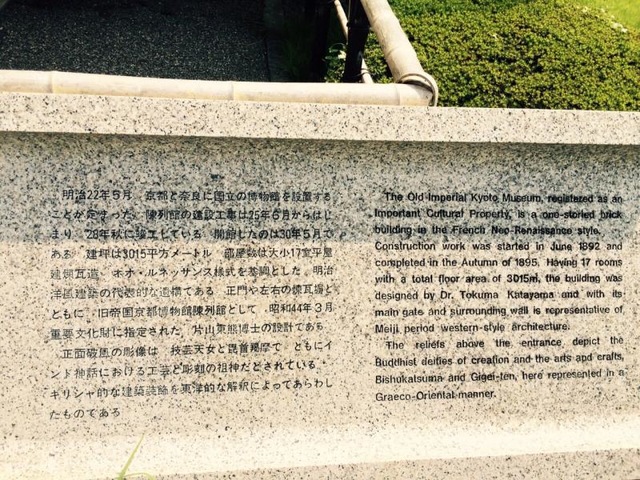 明治22年5月 京都と奈良に国立の博物館を設置する
ことが定まった 陳列館の建設工事は25年6月からはじ
まり 28年秋に竣工している 開館したのは30年5月で
ある 建坪は3015平方メートル 部屋数は大小17室平屋
建煉瓦造 ネオ・ルネッサンス様式を基調とした 明治
洋風建築の代表的な遺構である 正門や左右の煉瓦塀と
ともに 旧帝国京都博物館陳列館として 昭和44年3月
重要文化財に指定された 片山東熊博士の設計である
正面破風の彫像は 技芸天女と毘首羯摩で ともにイ
ンド神話における工芸と彫刻の祖神だとされている
ギリシャ的な建築装飾を東洋的な解釈によってあらわし
たものである
The Old Imperial Kyoto Museum, registered as an
Important Cultural Property, is a one-storied brick
building in the French Neo-Renaissance style.
Construction work was started in June 1892 and
completed in the Autumn of 1895. Having 17 rooms
with a total floor area of 3015㎡, the building was
designed by Dr. Tokuma Katayama and with its
main gate and surrounding wall is representative of
Meiji period western-style architecture.
The reliefs above the entrance depict the
Buddhist deities of creation and the arts and crafts,
Bishukatsuma and Gigei-ten, here represented in a
Graeco-Oriental manner.